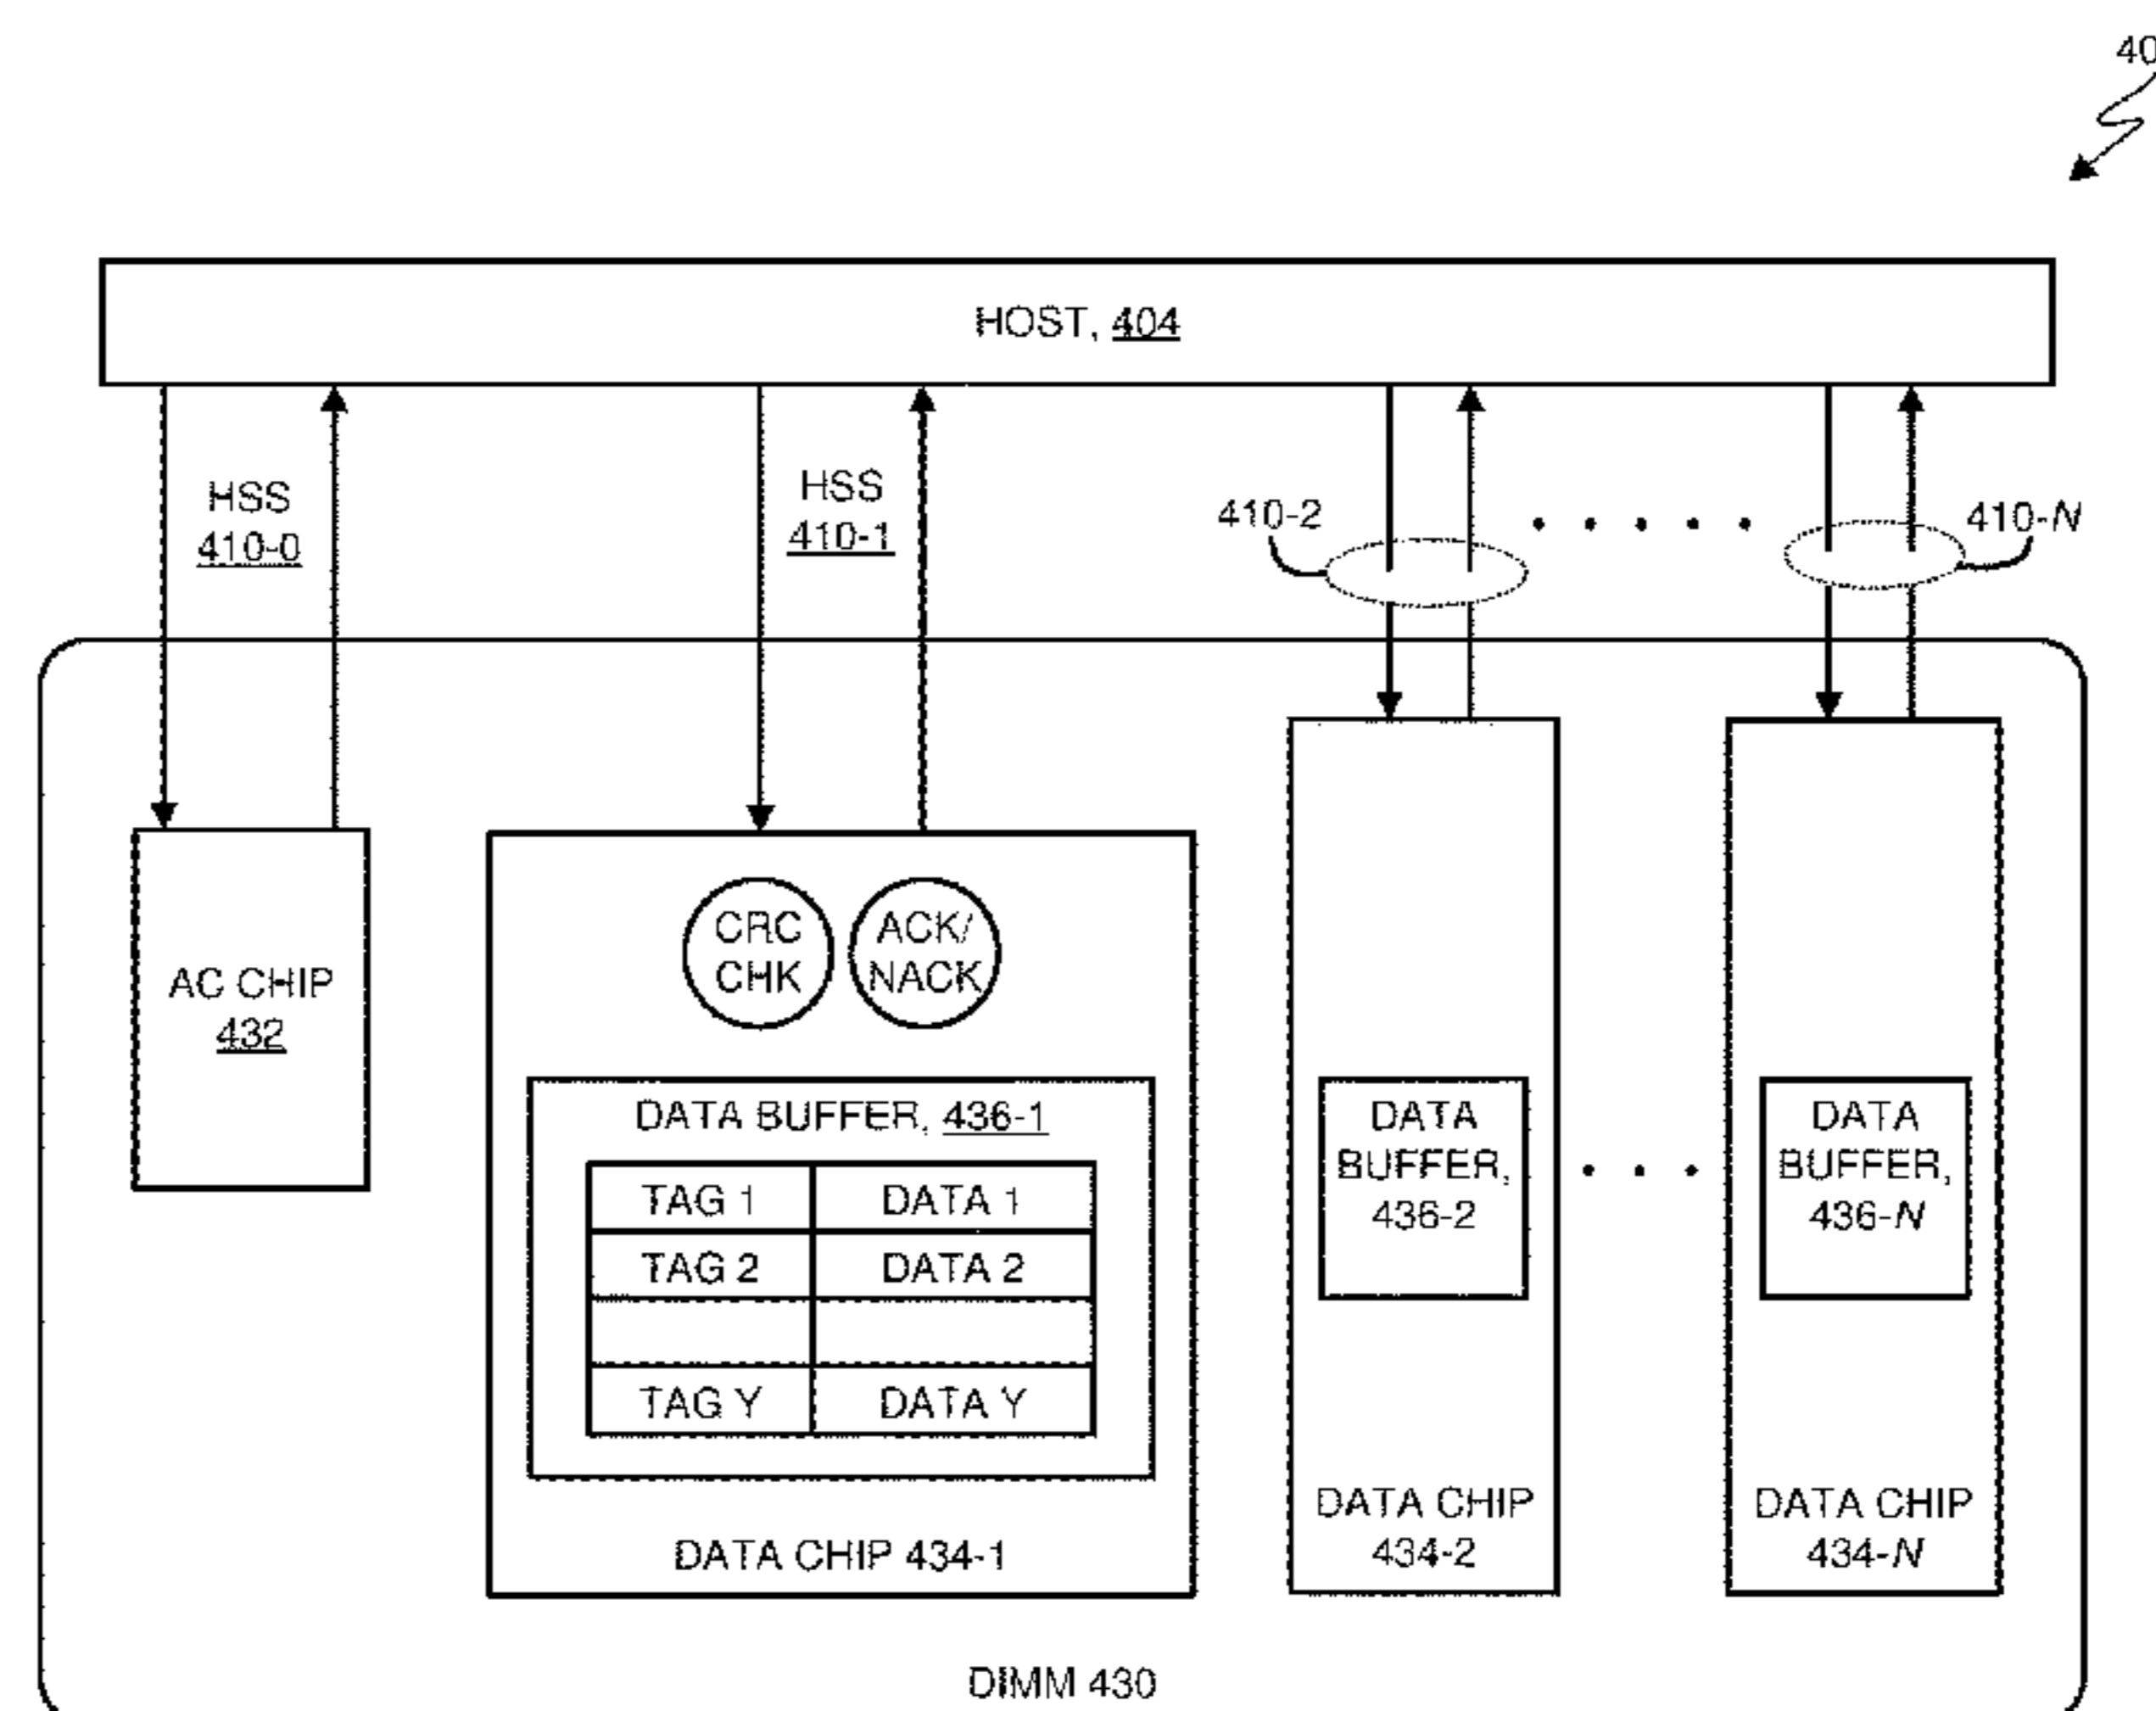 HOST, 404
HSS
410-0
HSS
410-1
410-2
410-N
AC CHIP
432
CRC
CHK
ACK/
NACK
DATA BUFFER, 436-1
TAG 1 DATA 1
TAG 2 DATA 2
TAG Y DATA Y
DATA CHIP 434-1
DATA
BUFFER,
436-2
DATA CHIP
434-2
DATA
BUFFER,
436-N
DATA CHIP
434-N
DIMM 430